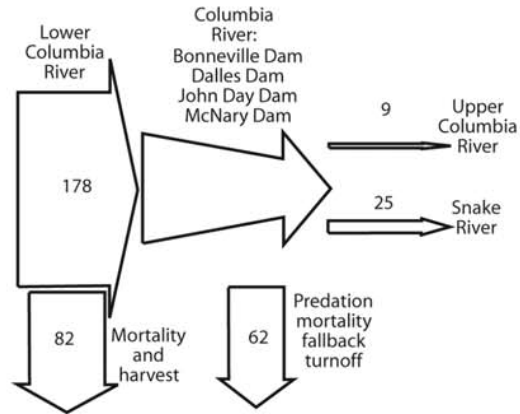 Lower
Columbia
River
178
82
Mortality
and
harvest
Columbia
River:
Bonneville Dam
Dalles Dam
John Day Dam
McNary Dam
62
Predation
mortality
fallback
turnoff
9
Upper
Columbia
River
25
Snake
River